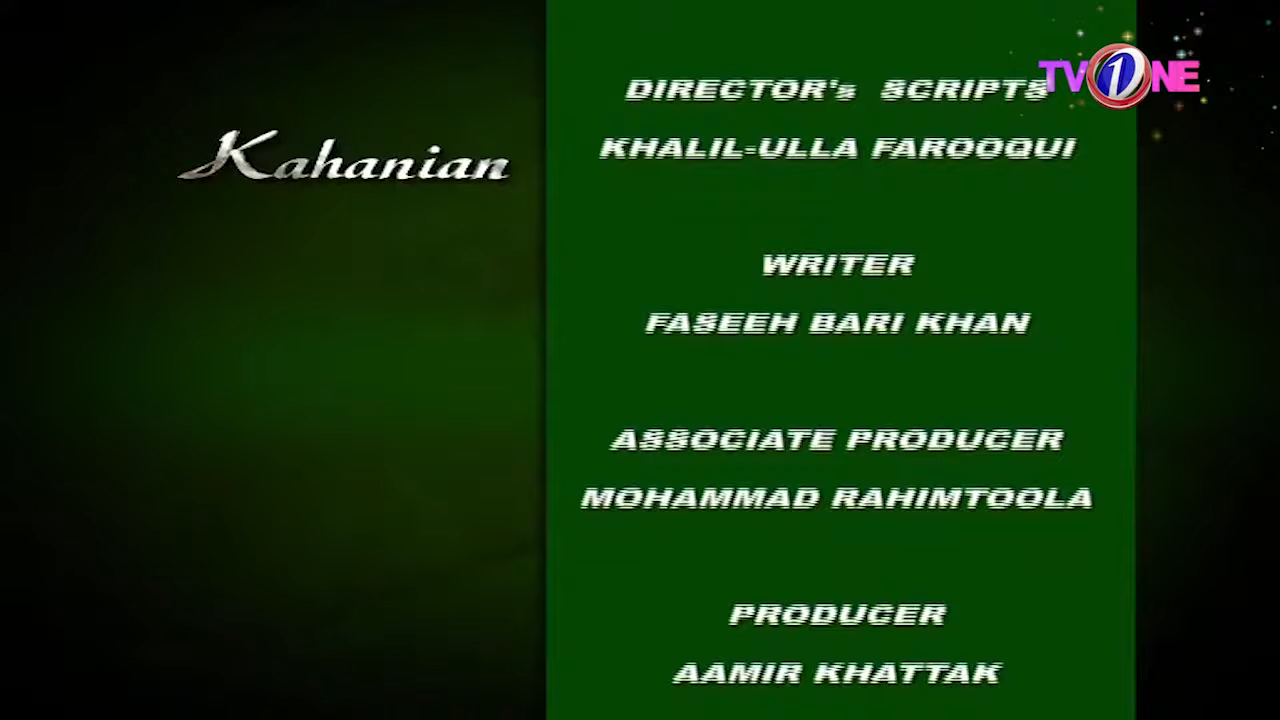 TV ONE
DIRECTOR's SCRIPTS
Kahanian
KHALIL-ULLA FAROOQUI
WRITER
FASEEH BARI KHAN
ASSOCIATE PRODUCER
MOHAMMAD RAHIMTOOLA
PRODUCER
AAMIR KHATTAK